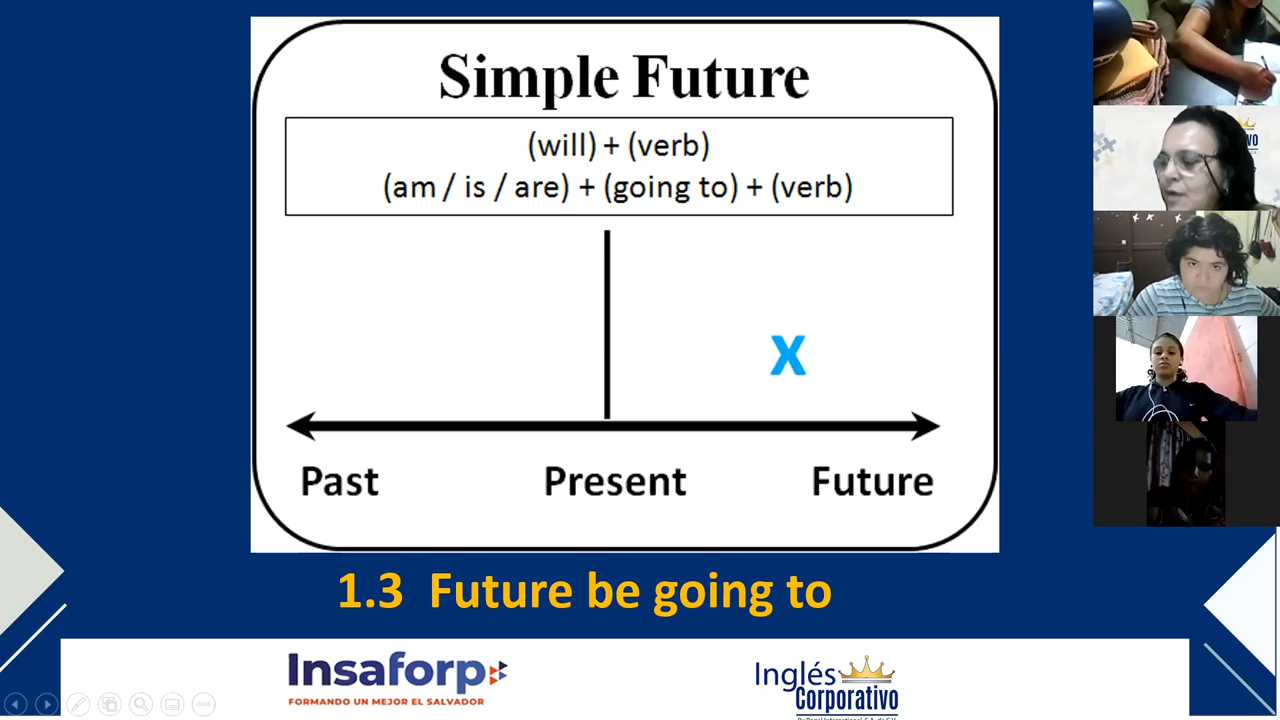 Simple Future
(will) + (verb)
(am / is / are) + (going to) + (verb)
X
Past Present Future
1.3 Future be going to
Insaforp
FORMANDO UN MEJOR EL SALVADOR
Inglés
Corporativo